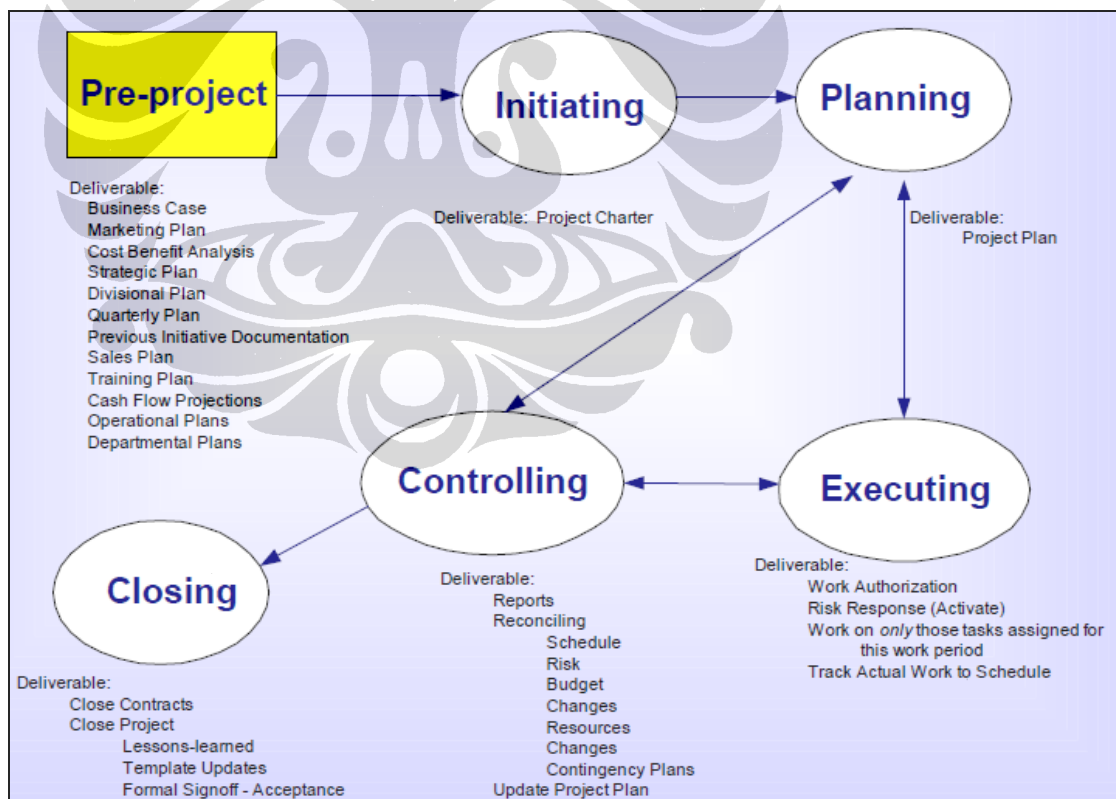 Pre-project
Initiating
Planning
Deliverable:
Business Case
Marketing Plan
Cost Benefit Analysis
Strategic Plan
Divisional Plan
Quarterly Plan
Previous Initiative Documentation
Sales Plan
Training Plan
Cash Flow Projections
Operational Plans
Departmental Plans
Deliverable: Project Charter
Deliverable:
Project Plan
Controlling
Executing
Closing
Deliverable:
Reports
Reconciling
Schedule
Risk
Budget
Changes
Resources
Changes
Contingency Plans
Update Project Plan
Deliverable:
Work Authorization
Risk Response (Activate)
Work on only those tasks assigned for
this work period
Track Actual Work to Schedule
Deliverable:
Close Contracts
Close Project
Lessons-learned
Template Updates
Formal Signoff - Acceptance